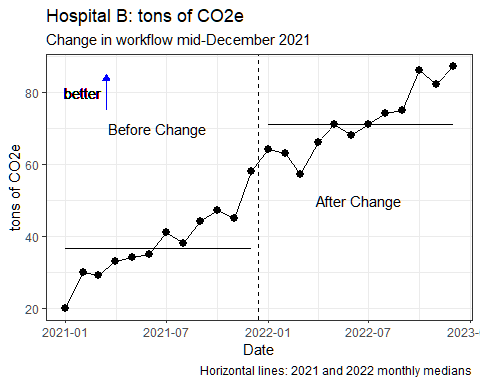 Hospital B: tons of CO2e
Change in workflow mid-December 2021
better
Before Change
After Change
tons of CO2e
80
60
40
20
2021-01 2021-07 2022-01 2022-07 2023-0
Date
Horizontal lines: 2021 and 2022 monthly medians